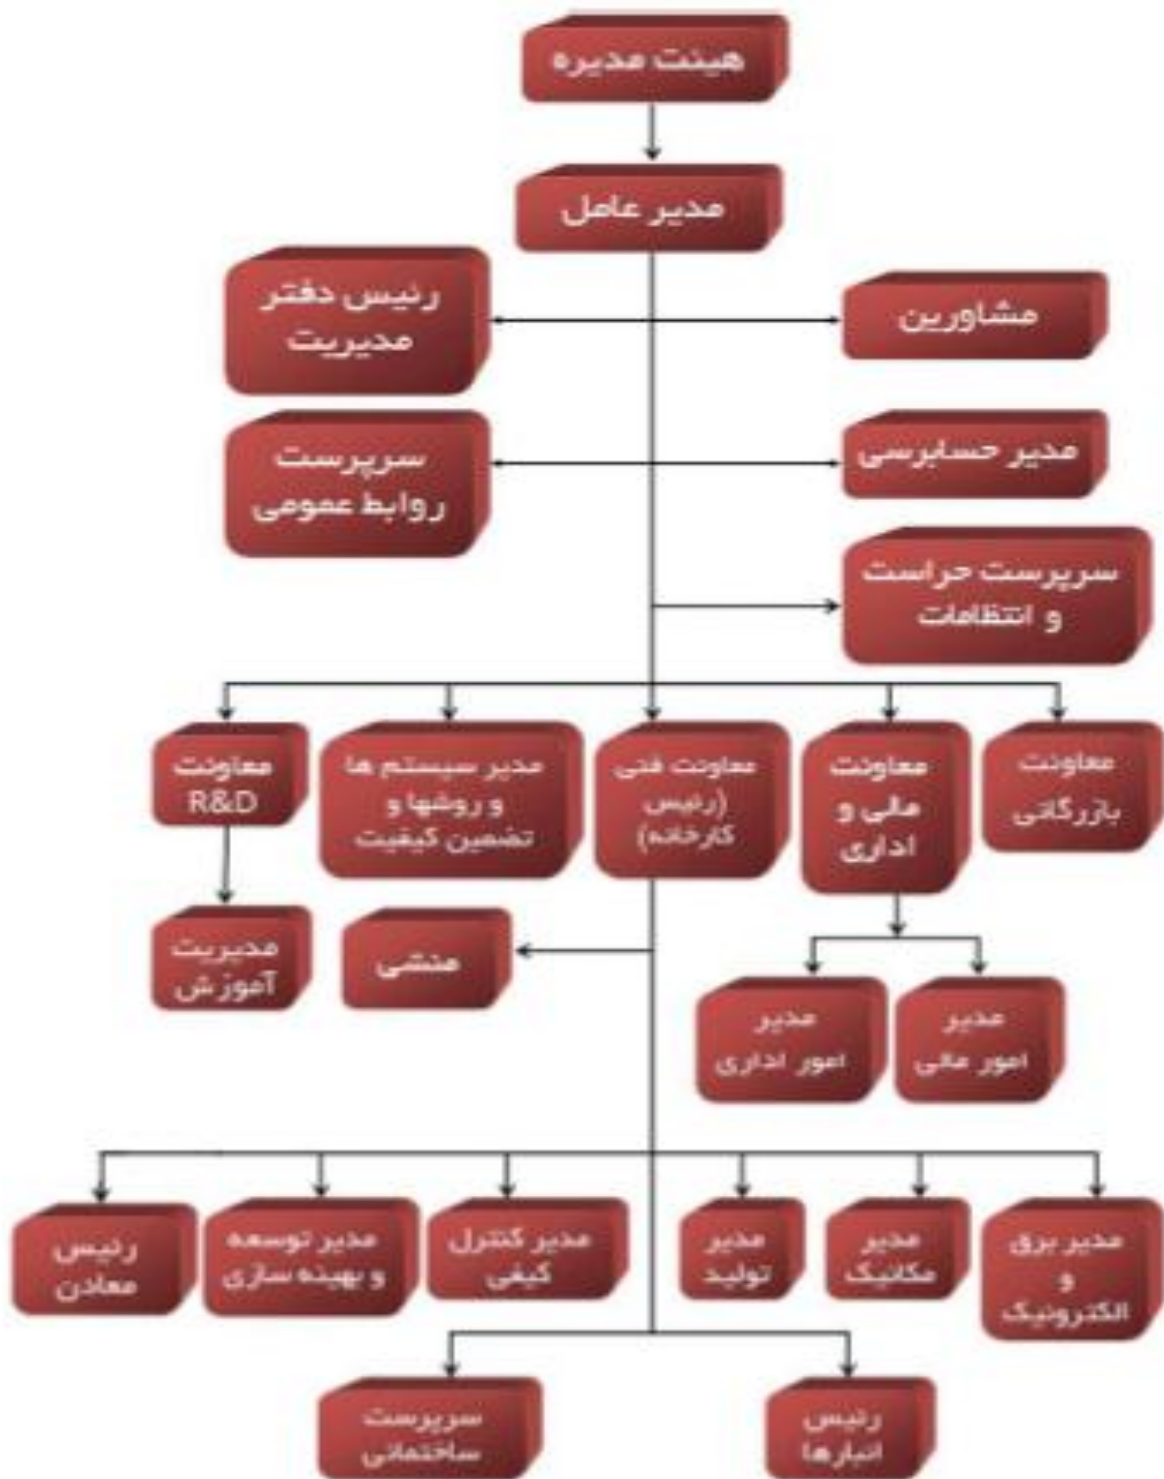 هیئت مدیره
مدیر عامل
مشاورین
رئیس دفتر
مدیریت
مدیر حسابرسی
سرپرست
روابط عمومی
سرپرست حراست
و انتظامات
معاونت
بازرگانی
معاونت
مالی و
اداری
معاونت فنی
(رئیس
کارخانه)
مدیر سیستم ها
و روشها و
تضمین کیفیت
معاونت
R&D
مدیر
امور مالی
مدیر
امور اداری
منشی
مدیریت
آموزش
مدیر برق
و
الکترونیک
مدیر
مکانیک
مدیر
تولید
مدیر کنترل
کیفی
مدیر توسعه
و بهینه سازی
رئیس
معادن
رئیس
انبارها
سرپرست
ساختمانی